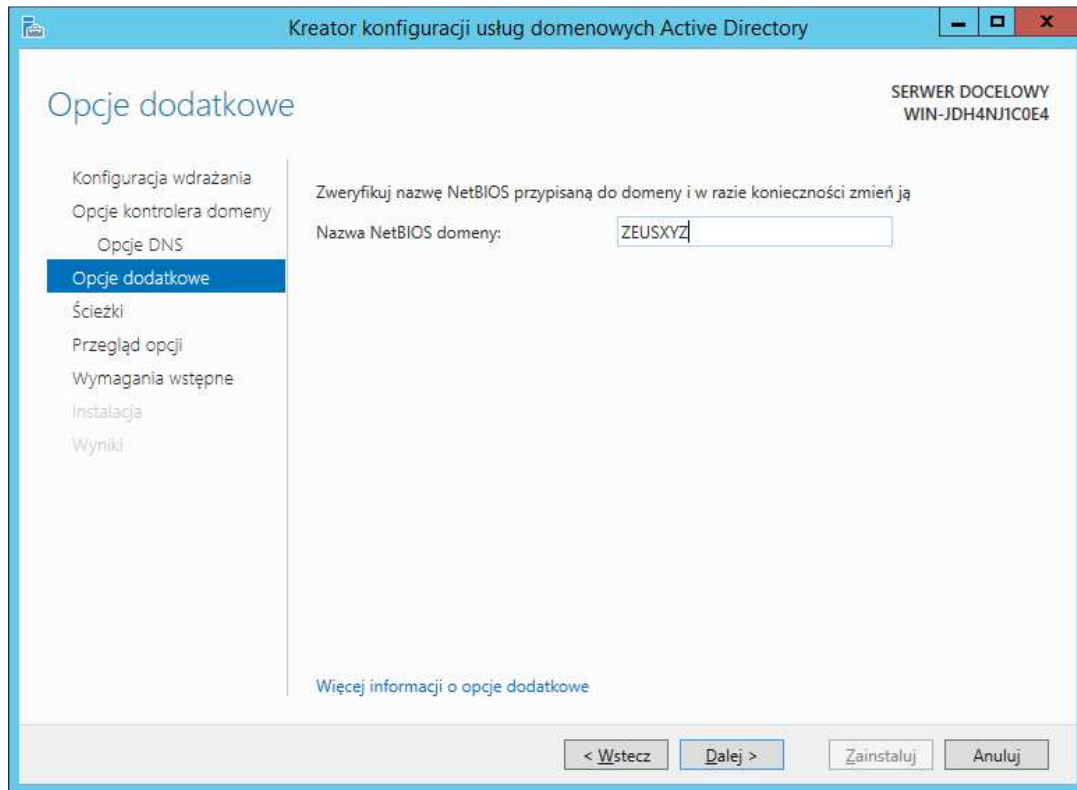 Kreator konfiguracji usług domenowych Active Directory
Opcje dodatkowe
SERWER DOCELOWY
WIN-JDH4NJ1C0E4
Konfiguracja wdrażania
Opcje kontrolera domeny
Opcje DNS
Opcje dodatkowe
Ścieżki
Przegląd opcji
Wymagania wstępne
Instalacja
Wyniki
Zweryfikuj nazwę NetBIOS przypisaną do domeny i w razie konieczności zmień ją
Nazwa NetBIOS domeny: ZEUSXYZ
Więcej informacji o opcje dodatkowe
< Wstecz Dalej > Zainstaluj Anuluj